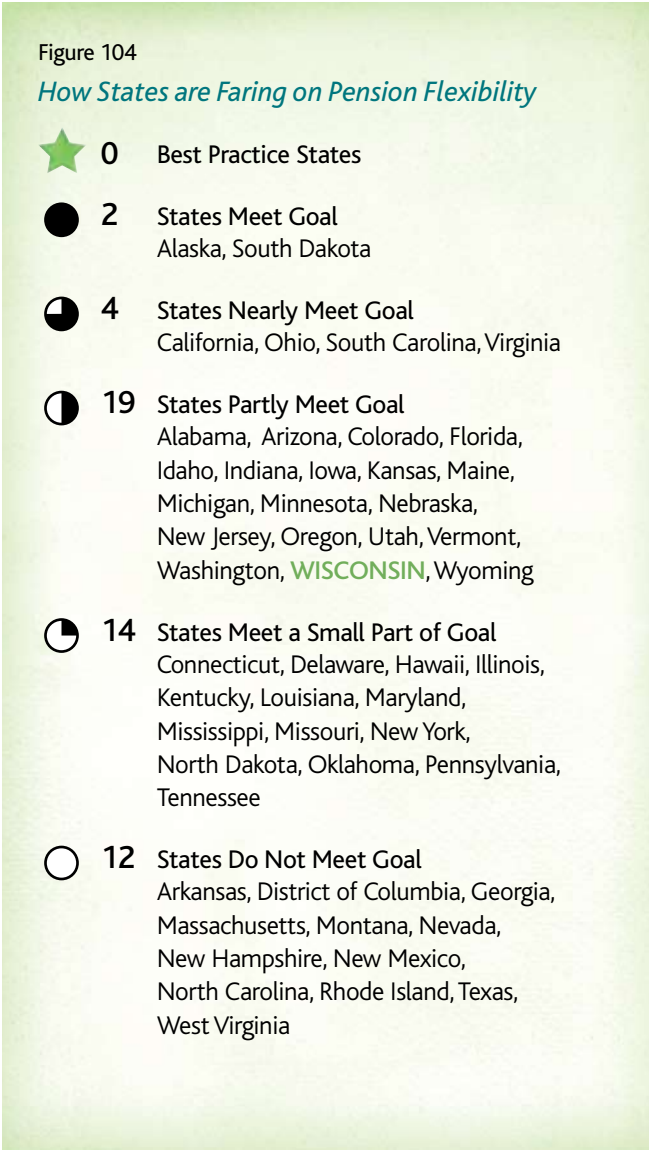 Figure 104
How States are Faring on Pension Flexibility
0 Best Practice States
2 States Meet Goal
Alaska, South Dakota
4 States Nearly Meet Goal
California, Ohio, South Carolina, Virginia
19 States Partly Meet Goal
Alabama, Arizona, Colorado, Florida,
Idaho, Indiana, Iowa, Kansas, Maine,
Michigan, Minnesota, Nebraska,
New Jersey, Oregon, Utah, Vermont,
Washington, WISCONSIN, Wyoming
14 States Meet a Small Part of Goal
Connecticut, Delaware, Hawaii, Illinois,
Kentucky, Louisiana, Maryland,
Mississippi, Missouri, New York,
North Dakota, Oklahoma, Pennsylvania,
Tennessee
12 States Do Not Meet Goal
Arkansas, District of Columbia, Georgia,
Massachusetts, Montana, Nevada,
New Hampshire, New Mexico,
North Carolina, Rhode Island, Texas,
West Virginia